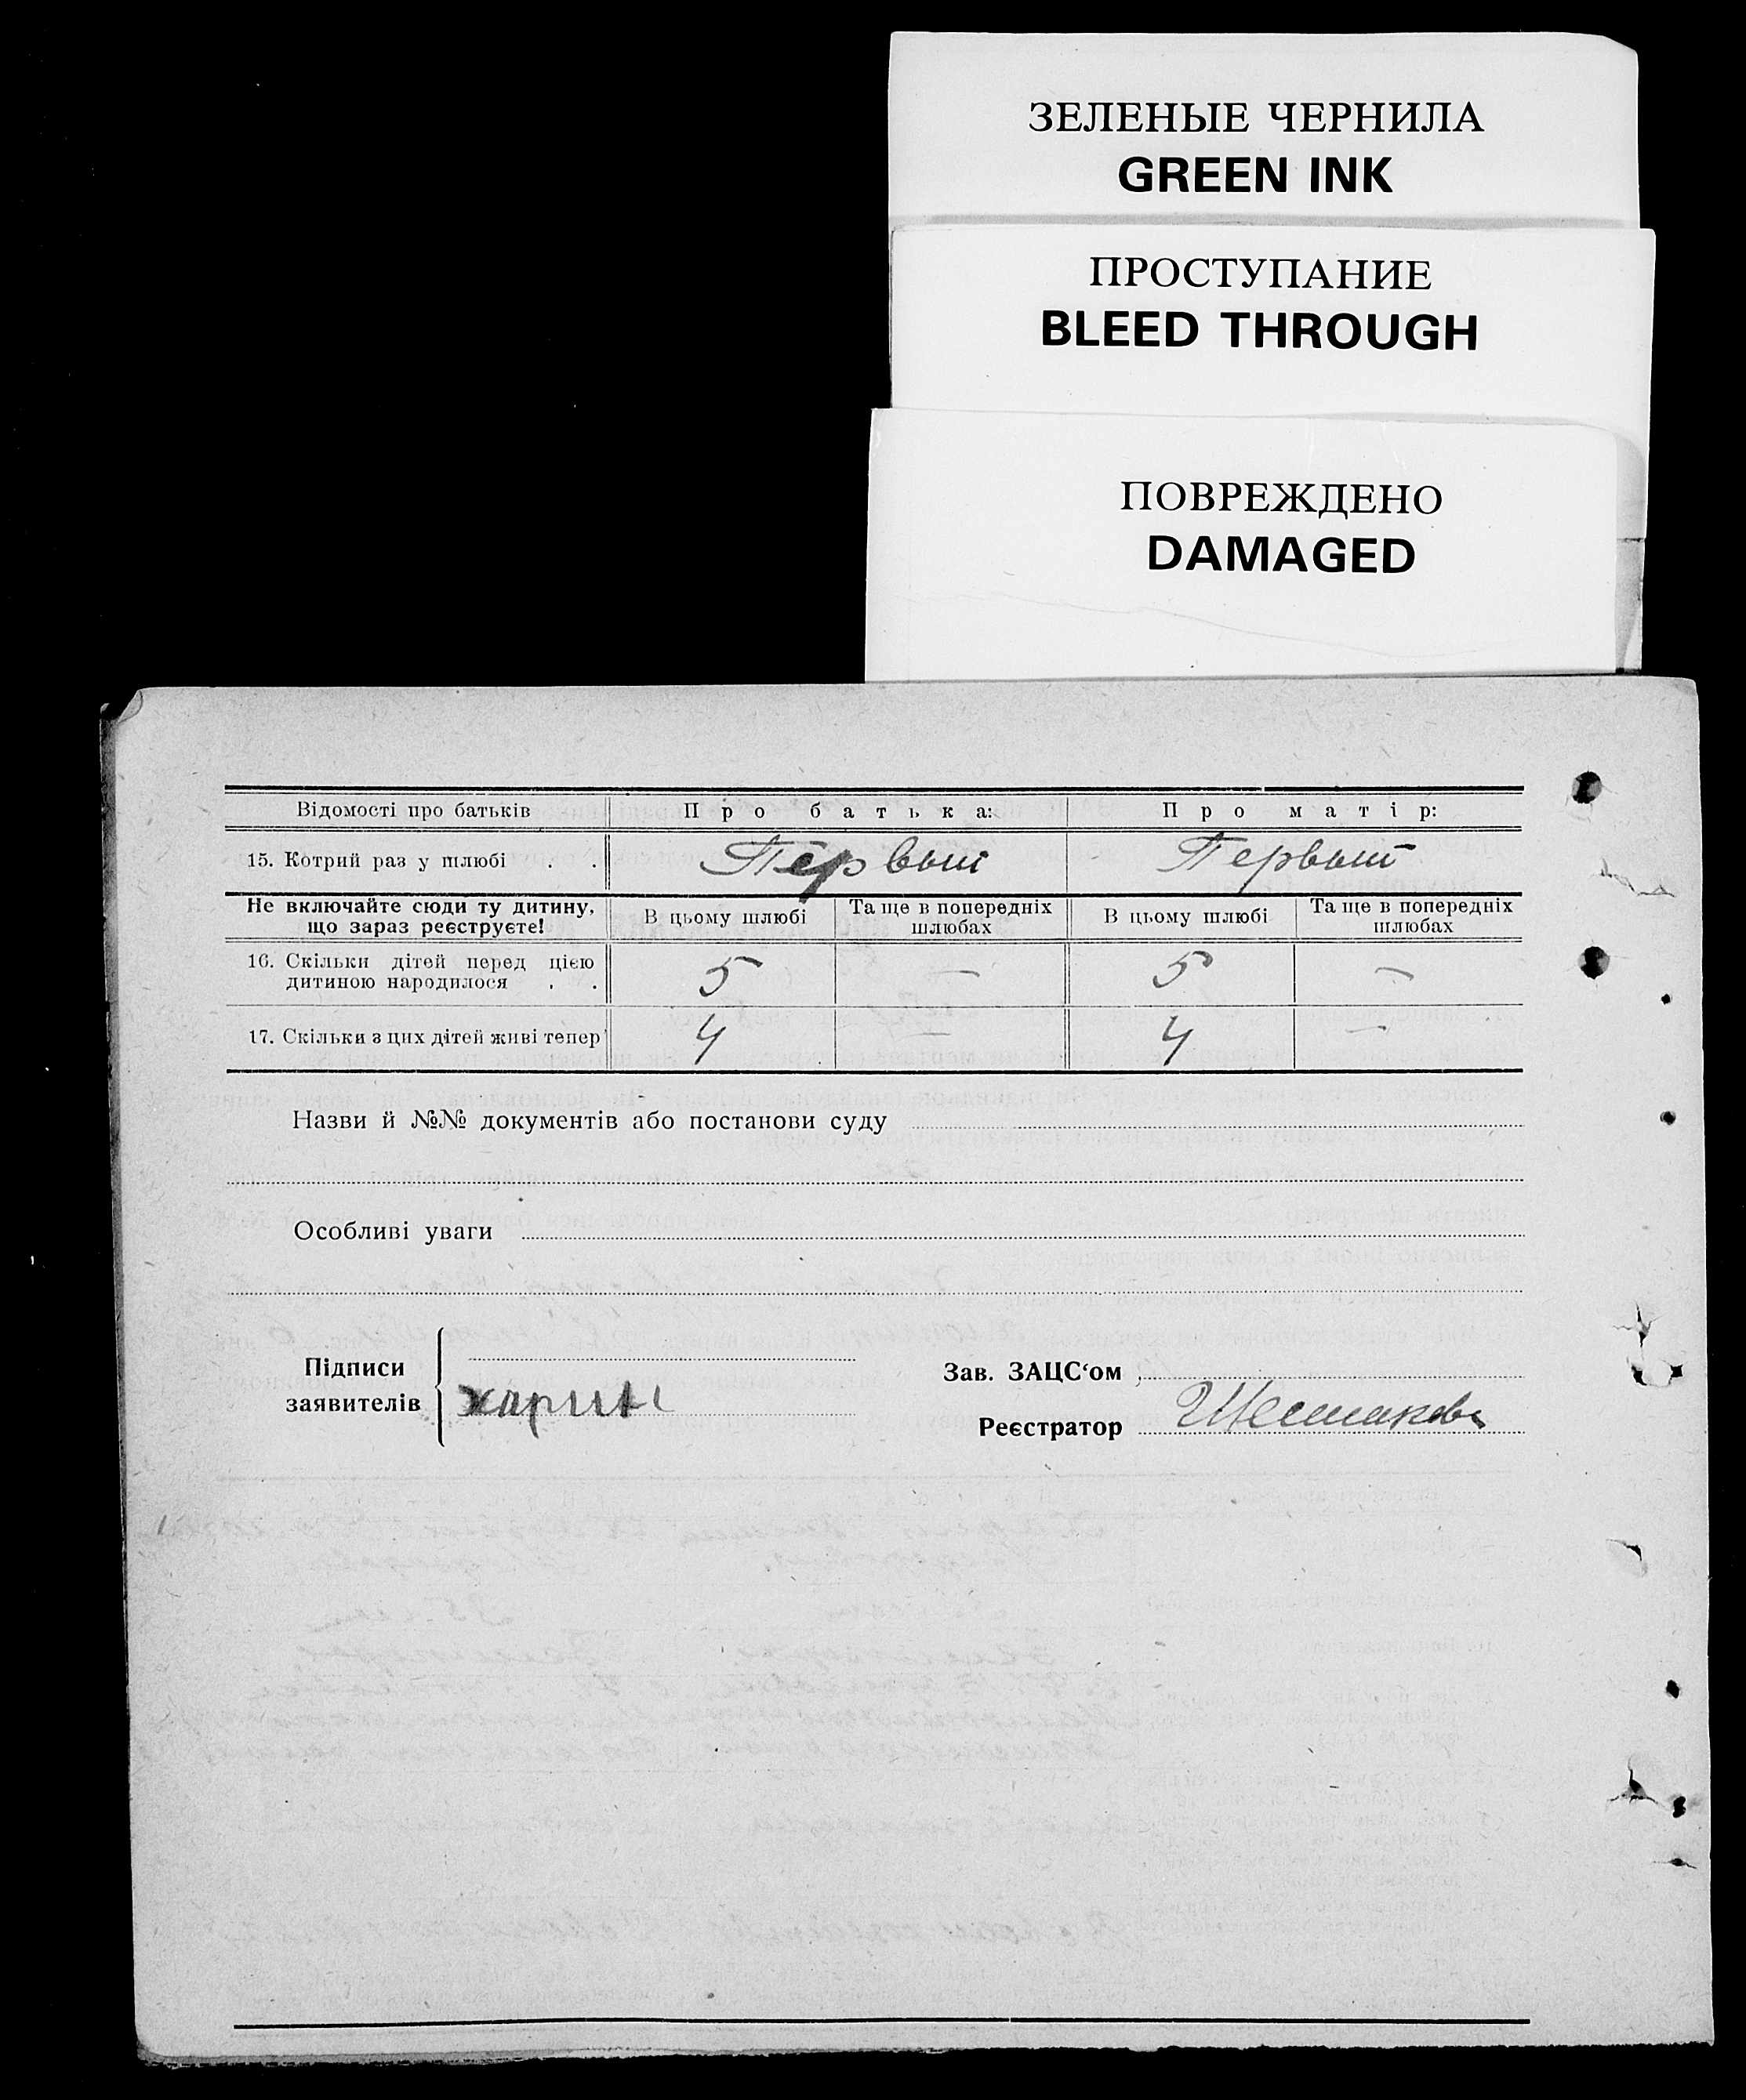 ЗЕЛЕНЫЕ ЧЕРНИЛА
GREEN INK
ПРОСТУПАНИЕ
BLEED THROUGH
ПОВРЕЖДЕНО
DAMAGED
Відомості про батьків Про батька: Про матір:
15. Котрий раз у шлюбі . . Первый Первый
Не включайте сюди ту дитину, що зараз реєструєте! В цьому шлюбі Та ще в попередніх шлюбах В цьому шлюбі Та ще в попередніх шлюбах
16. Скільки дітей перед цією дитиною народилося . . 5 — 5 —
17. Скільки з цих дітей живі тепер 4 — 4 —
Назви й №№ документів або постанови суду
Особливі уваги
Підписи заявителів харин
Зав. ЗАЦС‘ом
Реєстратор